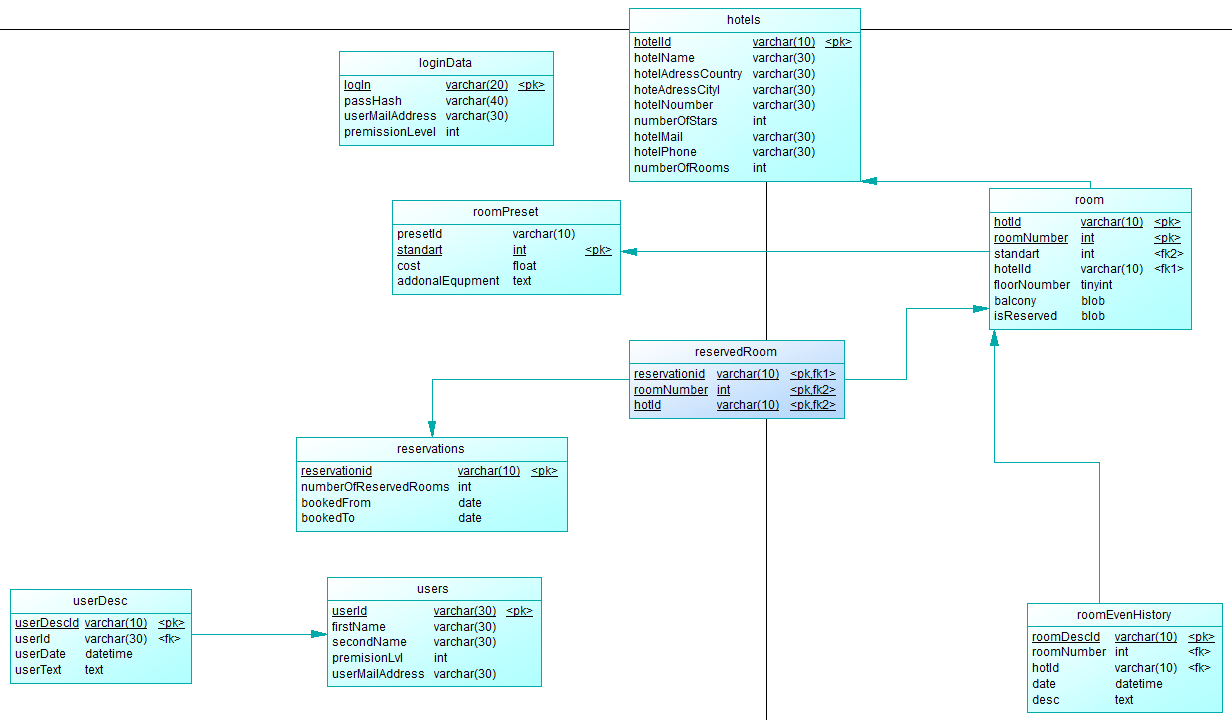 hotels
hotelId varchar(10) <pk>
hotelName varchar(30)
hotelAdressCountry varchar(30)
hoteAdressCityl varchar(30)
hotelNoumber varchar(30)
numberOfStars int
hotelMail varchar(30)
hotelPhone varchar(30)
numberOfRooms int
loginData
logIn varchar(20) <pk>
passHash varchar(40)
userMailAddress varchar(30)
premissionLevel int
room
hotId varchar(10) <pk>
roomNumber int <pk>
standart int <fk2>
hotelId varchar(10) <fk1>
floorNoumber tinyint
balcony blob
isReserved blob
roomPreset
presetId varchar(10)
standart int <pk>
cost float
addonalEqupment text
reservedRoom
reservationid varchar(10) <pk,fk1>
roomNumber int <pk,fk2>
hotId varchar(10) <pk,fk2>
reservations
reservationid varchar(10) <pk>
numberOfReservedRooms int
bookedFrom date
bookedTo date
users
userId varchar(30) <pk>
firstName varchar(30)
secondName varchar(30)
premisionLvl int
userMailAddress varchar(30)
userDesc
userDescId varchar(10) <pk>
userId varchar(30) <fk>
userDate datetime
userText text
roomEvenHistory
roomDescId varchar(10) <pk>
roomNumber int <fk>
hotId varchar(10) <fk>
date datetime
desc text